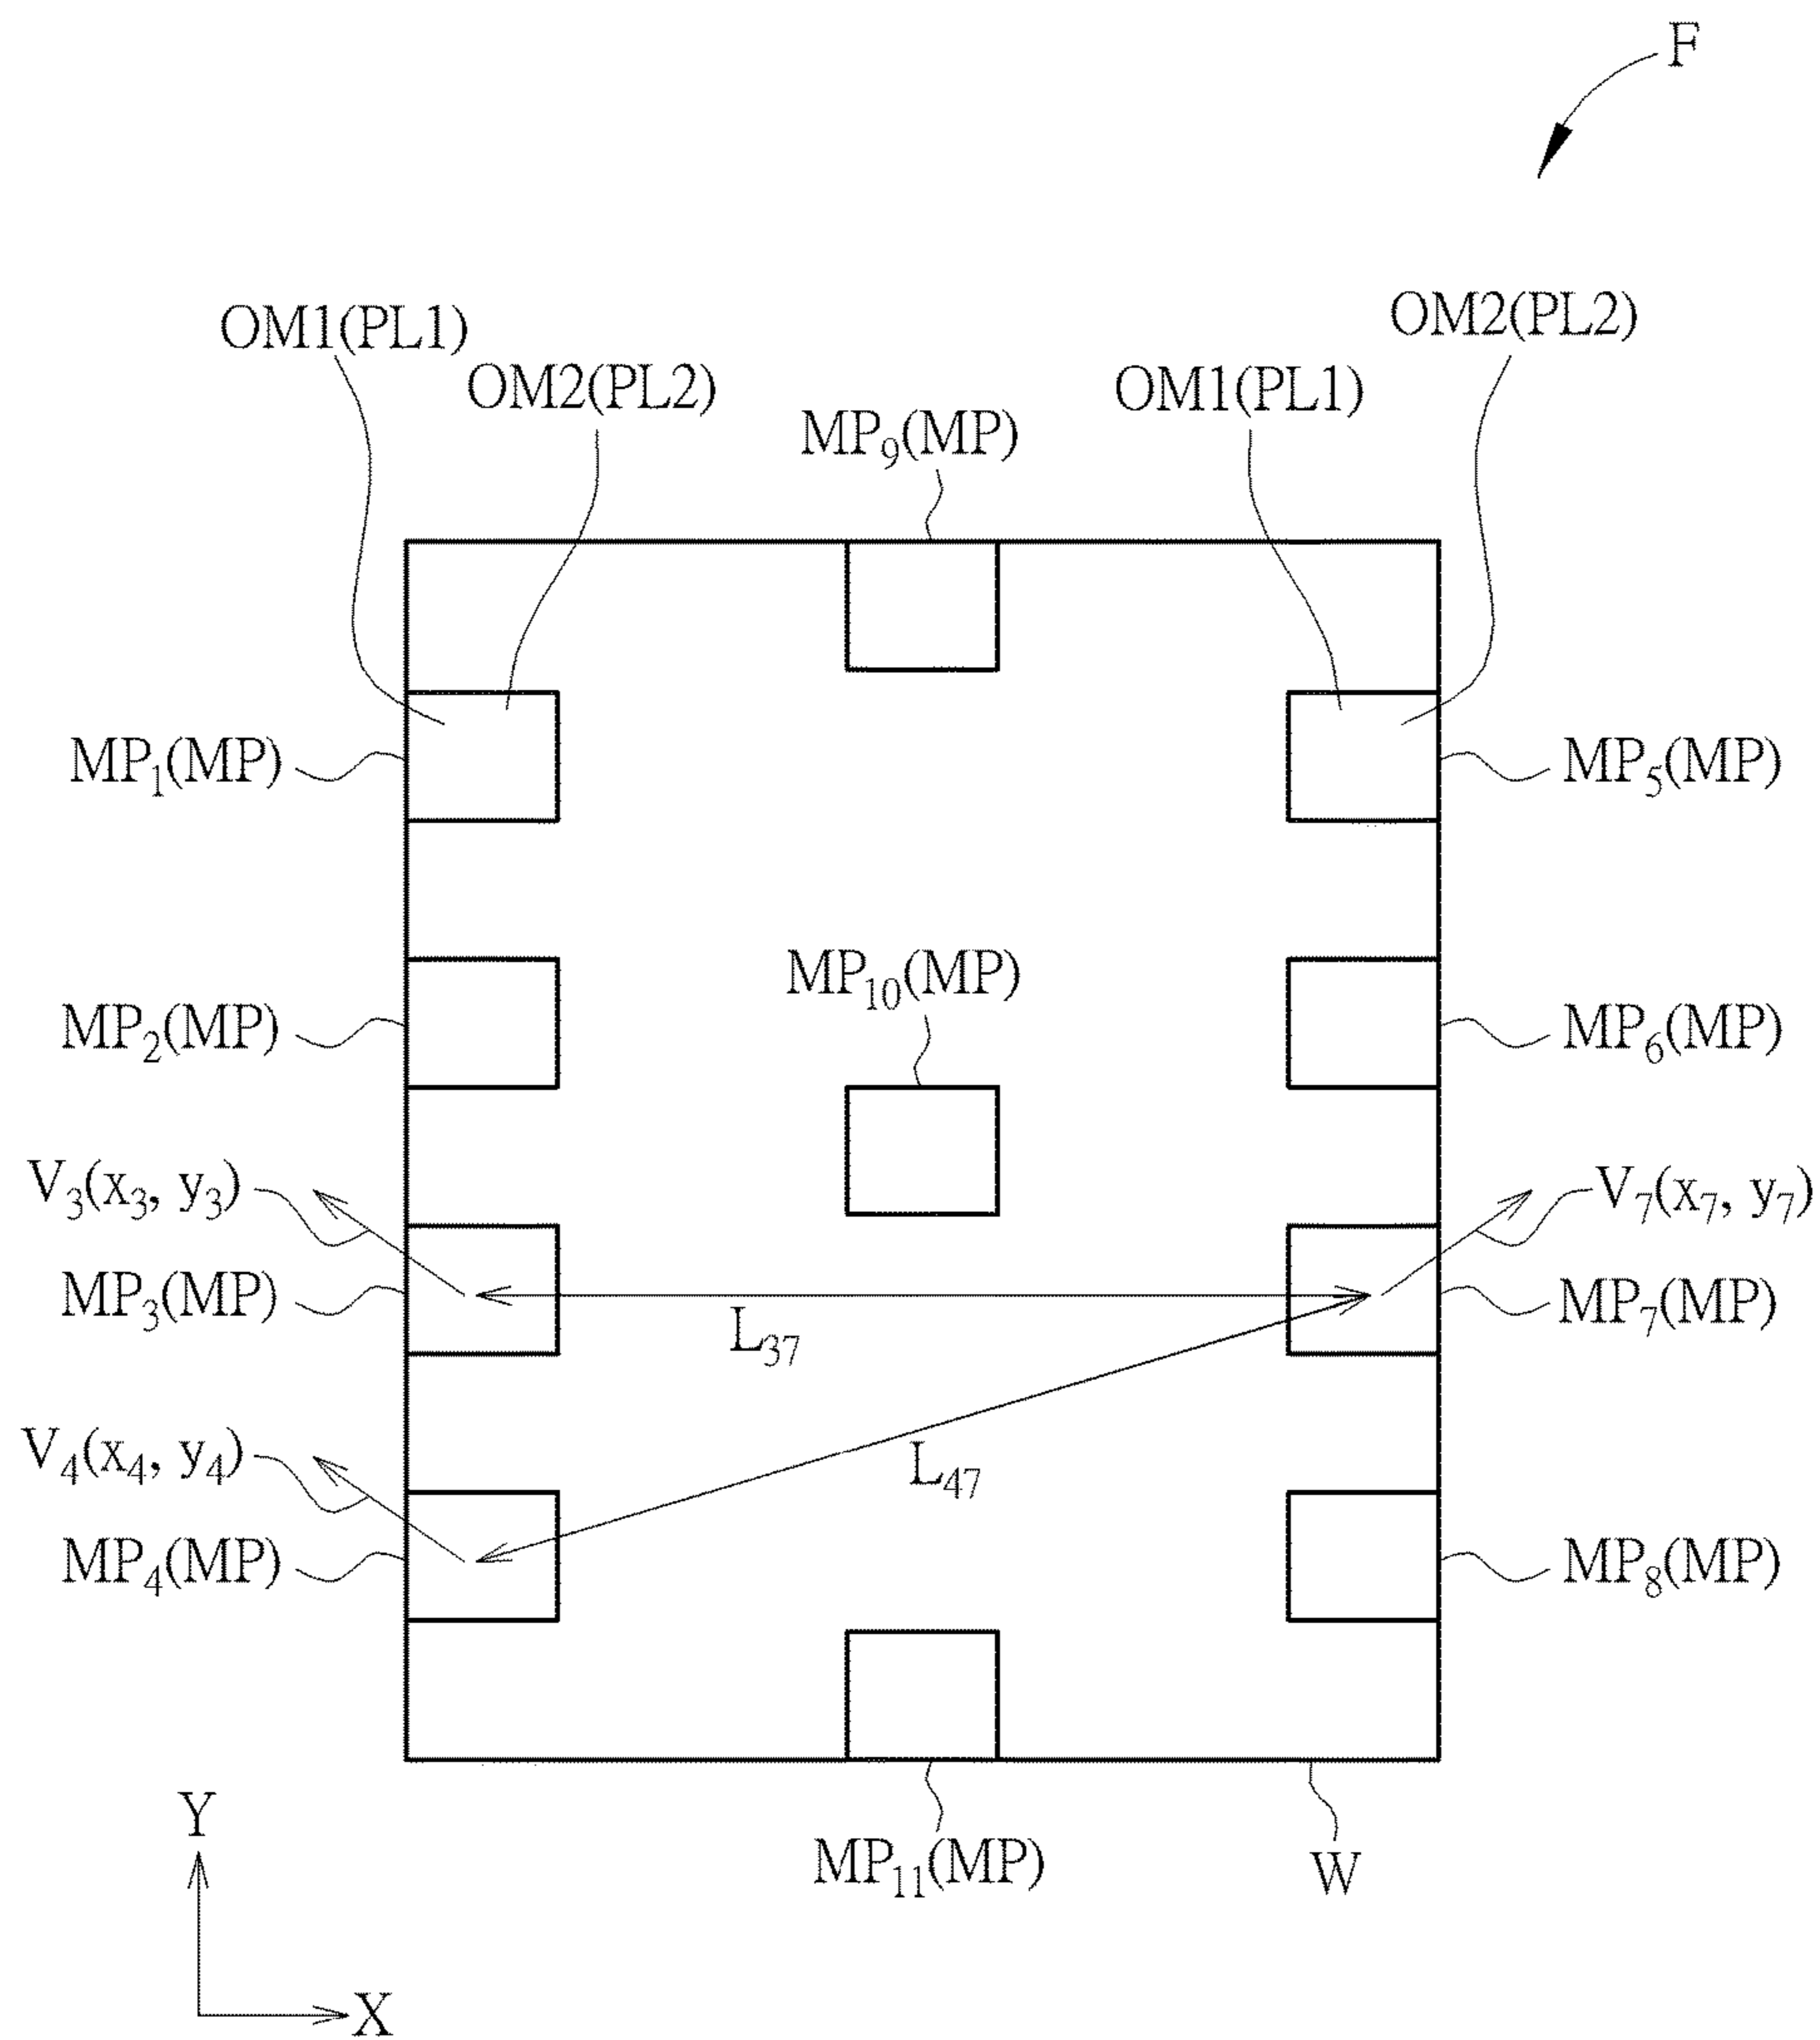 F
OM1(PL1)
OM2(PL2)
OM2(PL2)
OM1(PL1)
MP₉(MP)
MP₁(MP)
MP₅(MP)
MP₂(MP)
MP₁₀(MP)
MP₆(MP)
V₃(x₃, y₃)
V₇(x₇, y₇)
MP₃(MP)
L₃₇
MP₇(MP)
V₄(x₄, y₄)
L₄₇
MP₄(MP)
MP₈(MP)
MP₁₁(MP)
W
Y
X